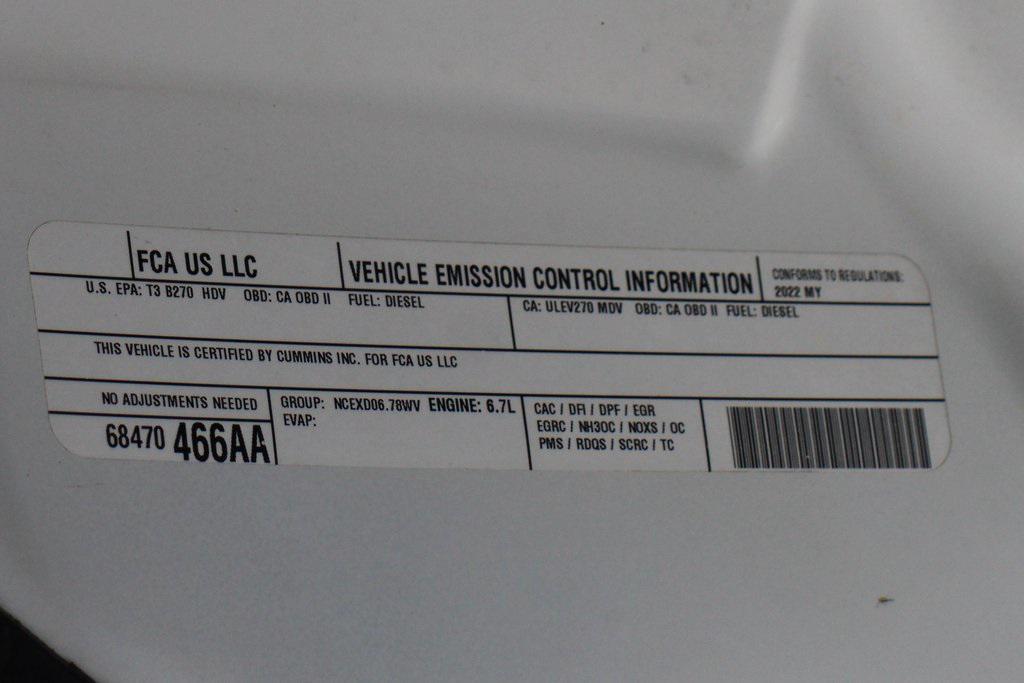 FCA US LLC
VEHICLE EMISSION CONTROL INFORMATION
CONFORMS TO REGULATIONS:
2022 MY
U.S. EPA: T3 B270 HDV OBD: CA OBD II FUEL: DIESEL
CA: ULEV270 MDV OBD: CA OBD II FUEL: DIESEL
THIS VEHICLE IS CERTIFIED BY CUMMINS INC. FOR FCA US LLC
NO ADJUSTMENTS NEEDED
68470 466AA
GROUP: NCEXD06.78WV ENGINE: 6.7L
EVAP:
CAC / DFI / DPF / EGR
EGRC / NH3OC / NOXS / OC
PMS / RDQS / SCRC / TC